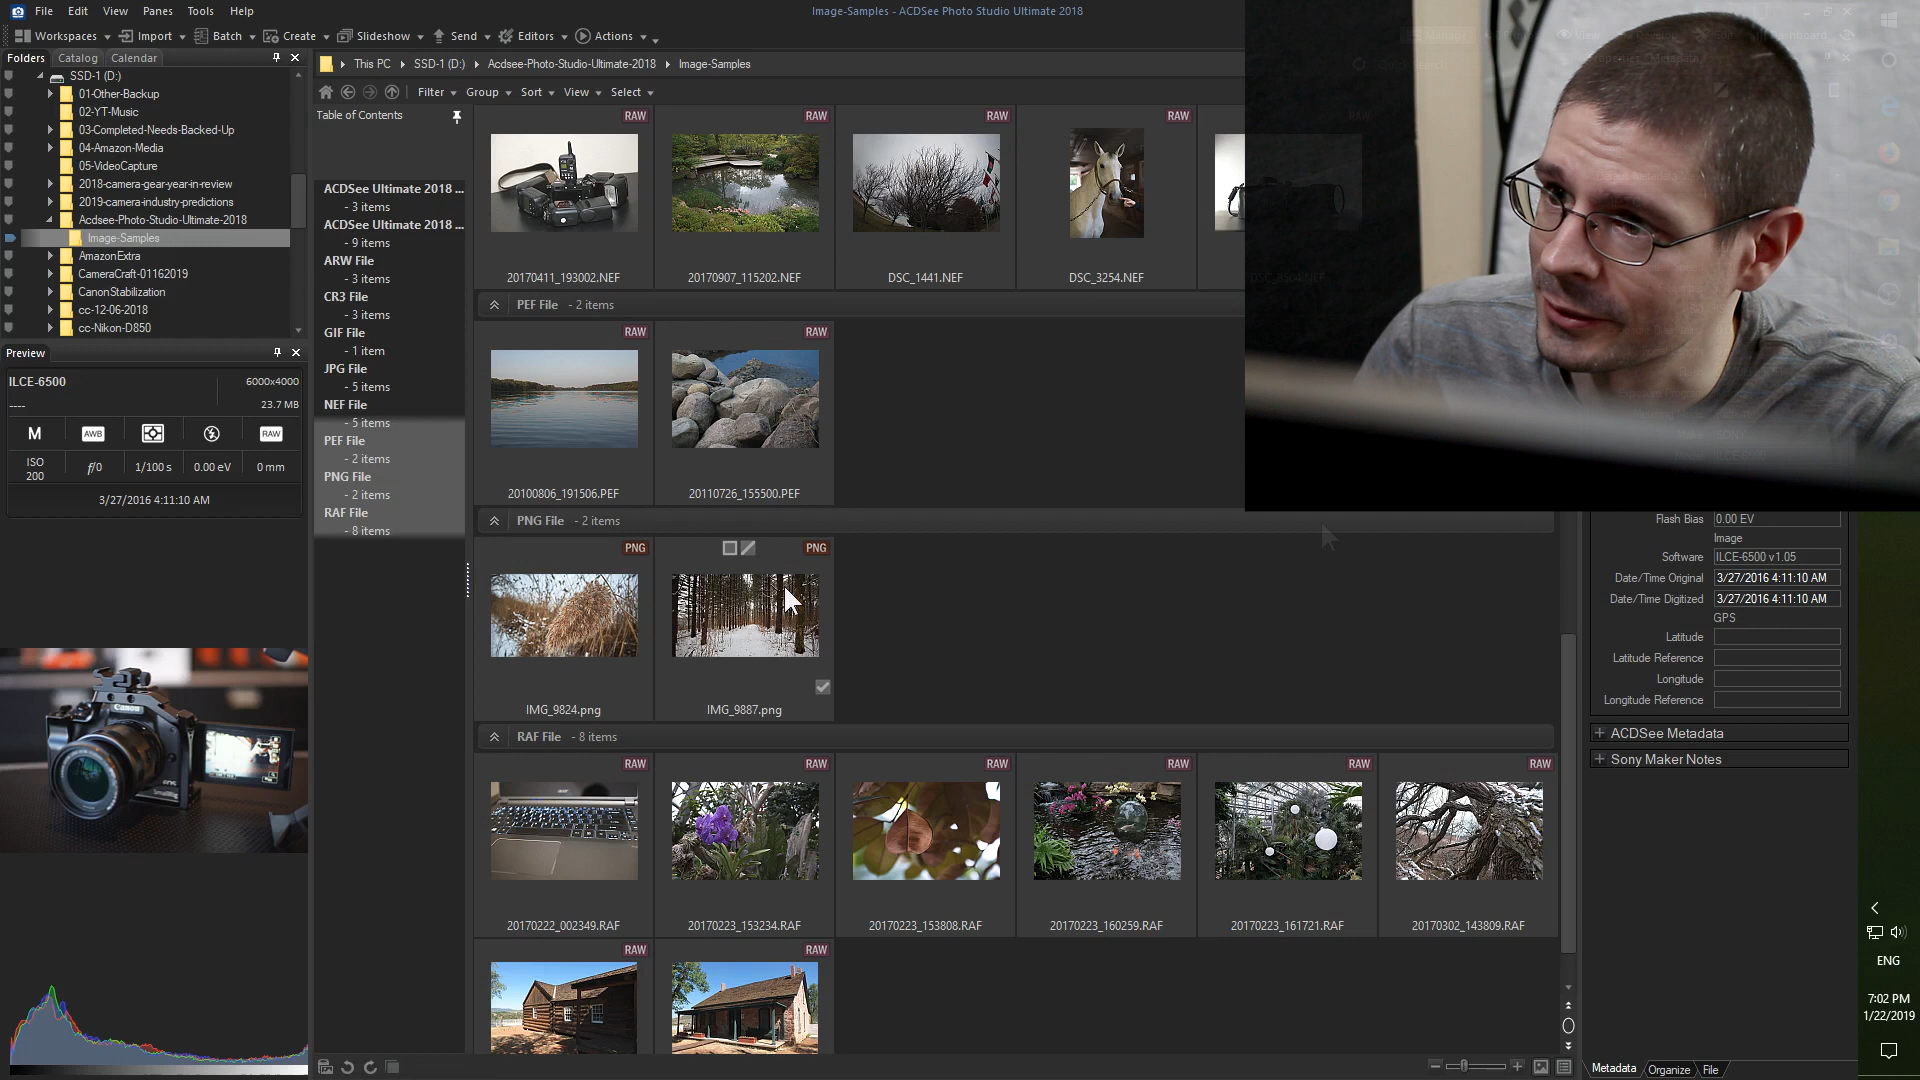 File Edit View Panes Tools Help
Image-Samples - ACDSee Photo Studio Ultimate 2018
Workspaces Import Batch Create Slideshow Send Editors Actions
Folders Catalog Calendar
SSD-1 (D:)
01-Other-Backup
02-YT-Music
03-Completed-Needs-Backed-Up
04-Amazon-Media
05-VideoCapture
2018-camera-gear-year-in-review
2019-camera-industry-predictions
Acdsee-Photo-Studio-Ultimate-2018
Image-Samples
AmazonExtra
CameraCraft-01162019
CanonStabilization
cc-12-06-2018
cc-Nikon-D850
Preview
ILCE-6500 6000x4000
---- 23.7 MB
M AWB RAW
ISO 200 f/0 1/100 s 0.00 eV 0 mm
3/27/2016 4:11:10 AM
Canon
This PC SSD-1 (D:) Acdsee-Photo-Studio-Ultimate-2018 Image-Samples
Filter Group Sort View Select
Table of Contents
ACDSee Ultimate 2018 ...
- 3 items
ACDSee Ultimate 2018 ...
- 9 items
ARW File
- 3 items
CR3 File
- 3 items
GIF File
- 1 item
JPG File
- 5 items
NEF File
- 5 items
PEF File
- 2 items
PNG File
- 2 items
RAF File
- 8 items
RAW RAW RAW RAW
20170411_193002.NEF 20170907_115202.NEF DSC_1441.NEF DSC_3254.NEF
PEF File - 2 items
RAW RAW
20100806_191506.PEF 20110726_155500.PEF
PNG File - 2 items
PNG PNG
IMG_9824.png IMG_9887.png
RAF File - 8 items
RAW RAW RAW RAW RAW RAW
20170222_002349.RAF 20170223_153234.RAF 20170223_153808.RAF 20170223_160259.RAF 20170223_161721.RAF 20170302_143809.RAF
RAW RAW
Flash Bias 0.00 EV
Image
Software ILCE-6500 v1.05
Date/Time Original 3/27/2016 4:11:10 AM
Date/Time Digitized 3/27/2016 4:11:10 AM
GPS
Latitude
Latitude Reference
Longitude
Longitude Reference
ACDSee Metadata
Sony Maker Notes
Metadata Organize File
ENG
7:02 PM
1/22/2019